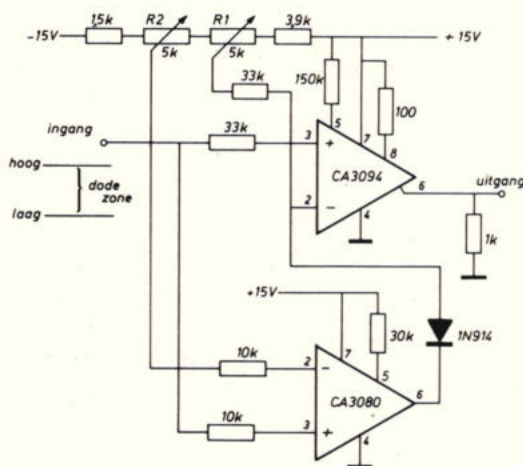 1,5k R2 R1 3,9k
-15V + 15V
5k 5k
33k 150k 100
ingang 33k
3 + 5 7 8
hoog
dode
zone
laag
CA3094
6 uitgang
2 - 4
1k
+15V
30k 1N914
7
10k 2 - 5
CA3080 6
10k 3 + 4